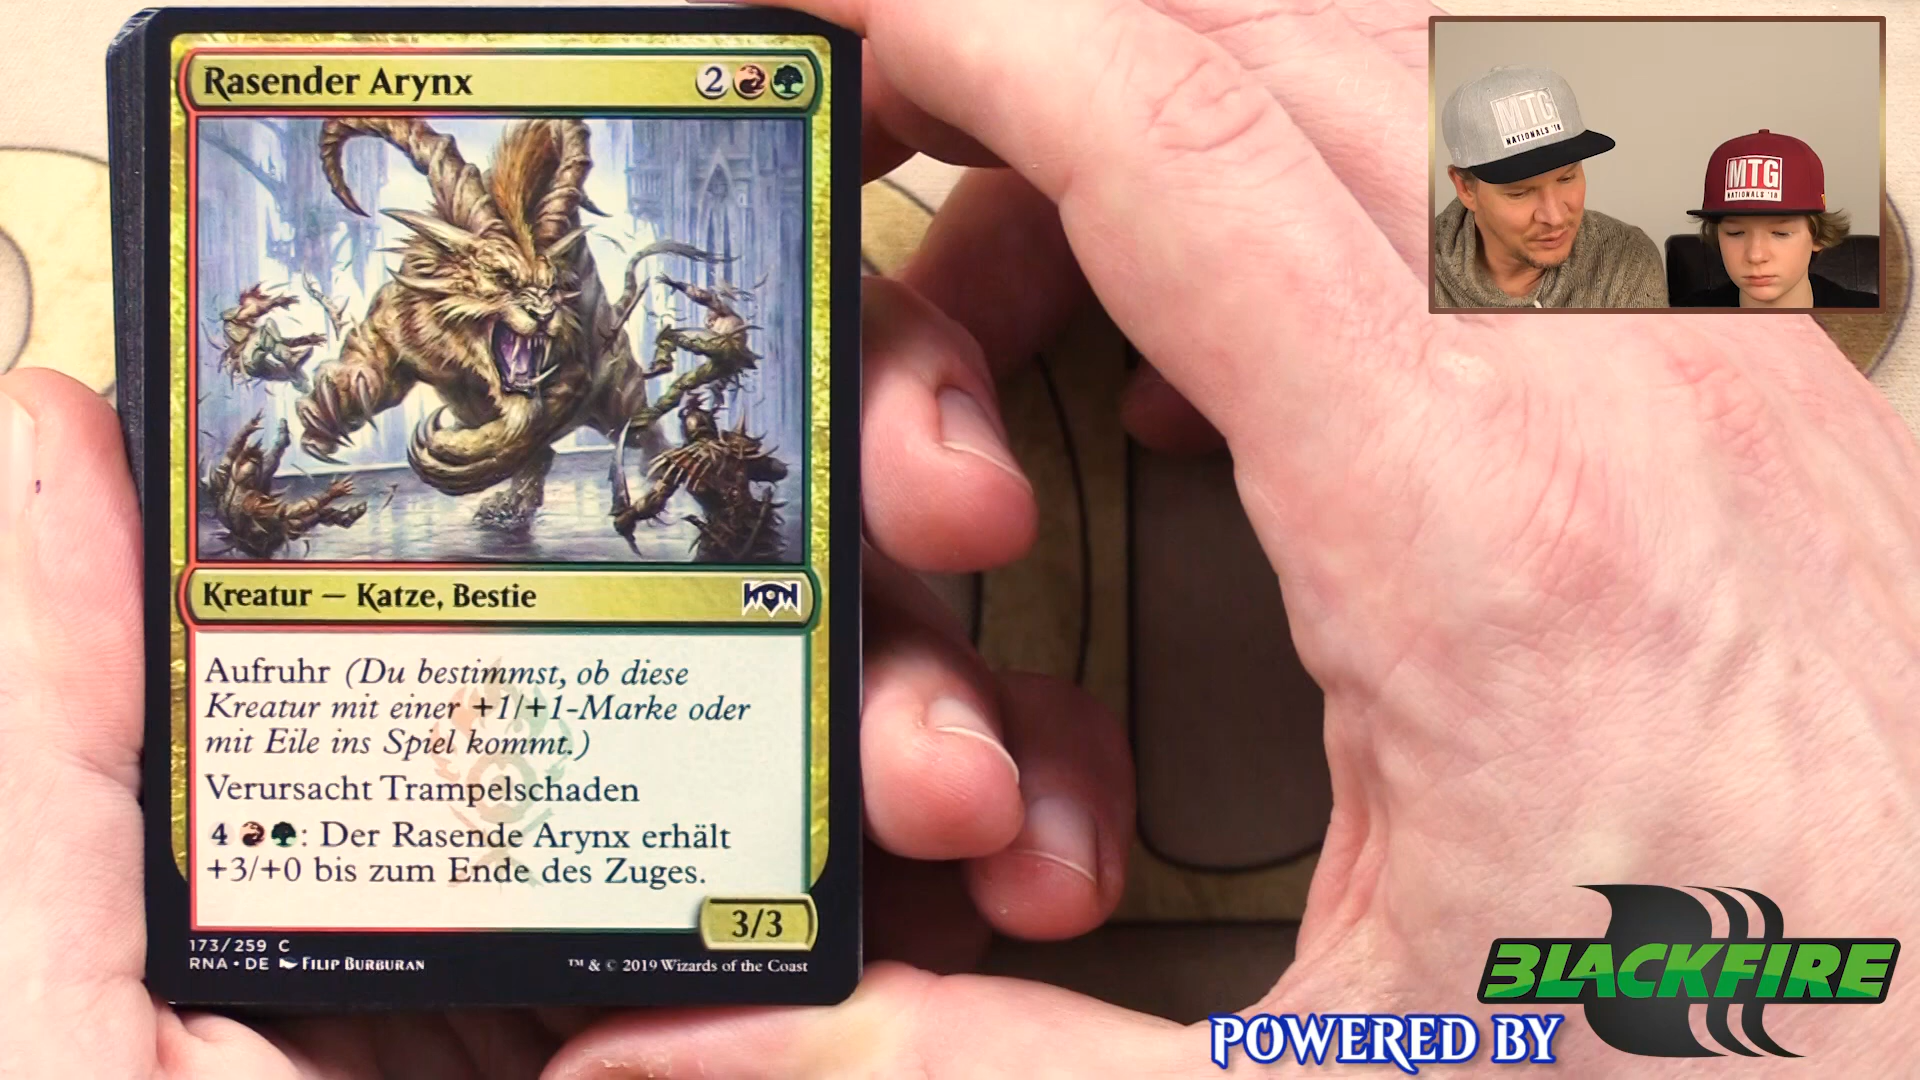 Rasender Arynx
2
Kreatur — Katze, Bestie
Aufruhr (Du bestimmst, ob diese
Kreatur mit einer +1/+1-Marke oder
mit Eile ins Spiel kommt.)
Verursacht Trampelschaden
4 : Der Rasende Arynx erhält
+3/+0 bis zum Ende des Zuges.
3/3
173/259 C
RNA • DE FILIP BURBURAN
™ & © 2019 Wizards of the Coast
MTG
NATIONALS '18
MTG
NATIONALS '18
BLACKFIRE
POWERED BY